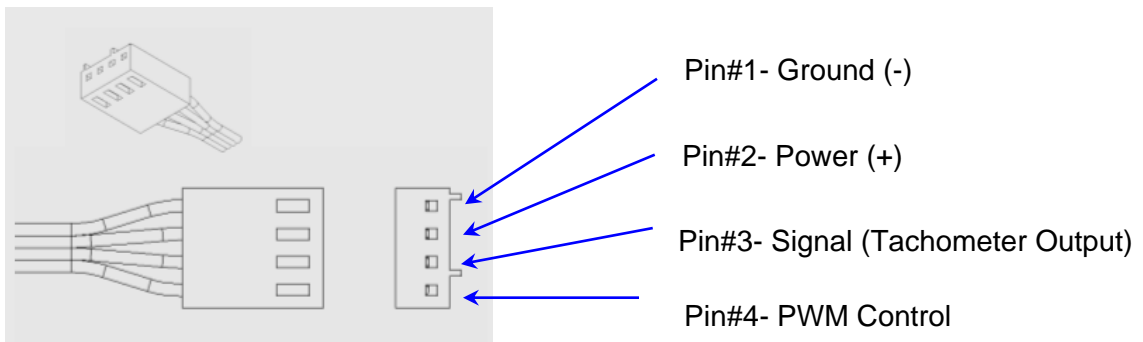 Pin#1- Ground (-)
Pin#2- Power (+)
Pin#3- Signal (Tachometer Output)
Pin#4- PWM Control